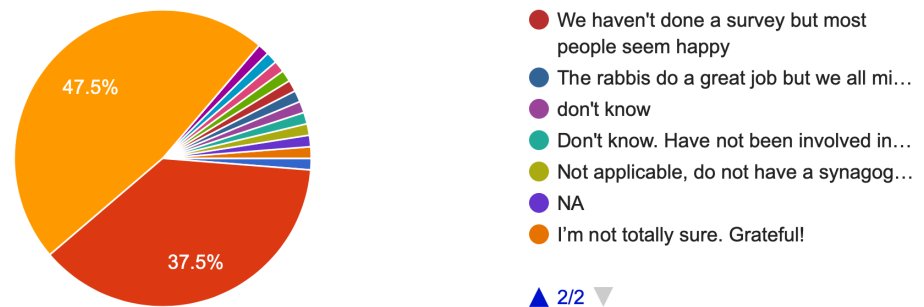 47.5%
37.5%
We haven't done a survey but most
people seem happy
The rabbis do a great job but we all mi…
don't know
Don't know. Have not been involved in…
Not applicable, do not have a synagog…
NA
I’m not totally sure. Grateful!
2/2